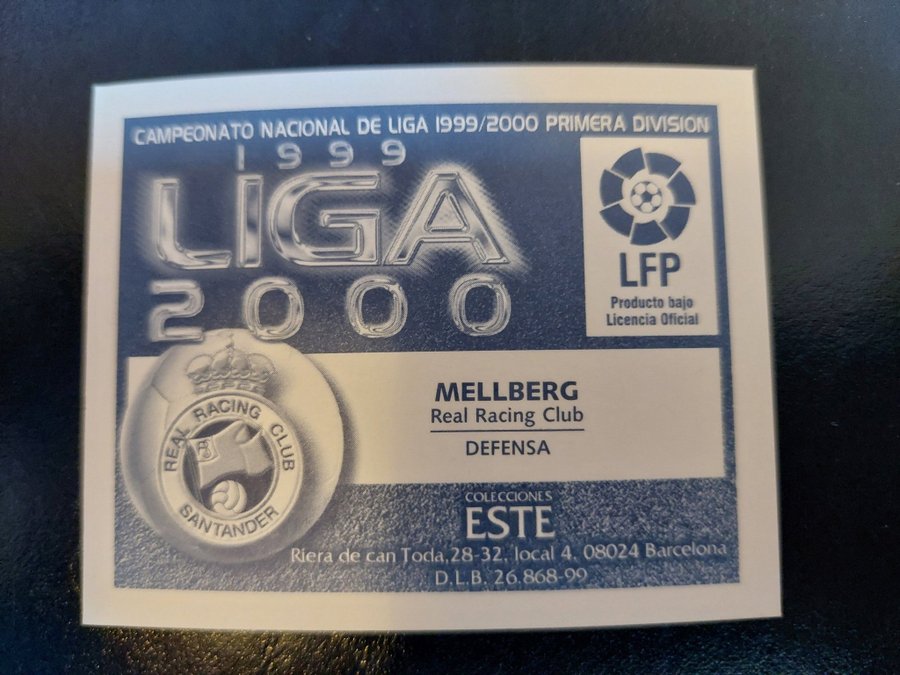 CAMPEONATO NACIONAL DE LIGA 1999/2000 PRIMERA DIVISION
1999
LIGA
2000
LFP
Producto bajo
Licencia Oficial
MELLBERG
Real Racing Club
DEFENSA
REAL RACING CLUB
SANTANDER
COLECCIONES
ESTE
Riera de can Toda,28-32, local 4, 08024 Barcelona
D.L.B. 26.868-99